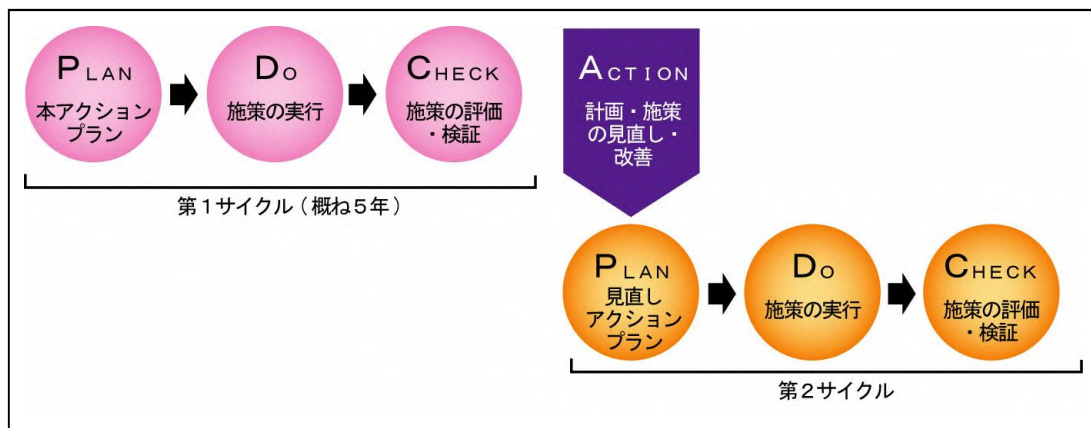 PLAN
本アクション
プラン
DO
施策の実行
CHECK
施策の評価
・検証
第1サイクル（概ね５年）
ACTION
計画・施策
の見直し・
改善
PLAN
見直し
アクション
プラン
DO
施策の実行
CHECK
施策の評価
・検証
第２サイクル